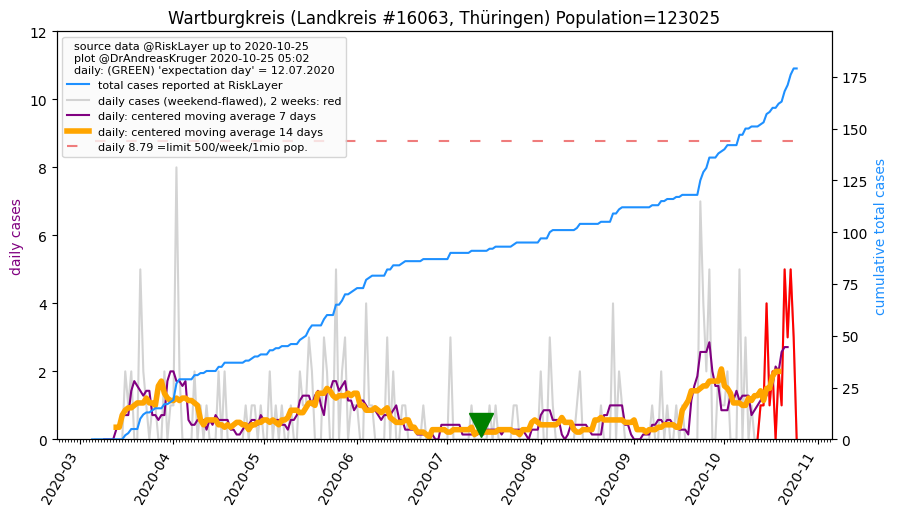 Wartburgkreis (Landkreis #16063, Thüringen) Population=123025
source data @RiskLayer up to 2020-10-25
plot @DrAndreasKruger 2020-10-25 05:02
daily: (GREEN) 'expectation day' = 12.07.2020
total cases reported at RiskLayer
daily cases (weekend-flawed), 2 weeks: red
daily: centered moving average 7 days
daily: centered moving average 14 days
daily 8.79 =limit 500/week/1mio pop.
daily cases
12
10
8
6
4
2
0
cumulative total cases
175
150
125
100
75
50
25
0
2020-03
2020-04
2020-05
2020-06
2020-07
2020-08
2020-09
2020-10
2020-11